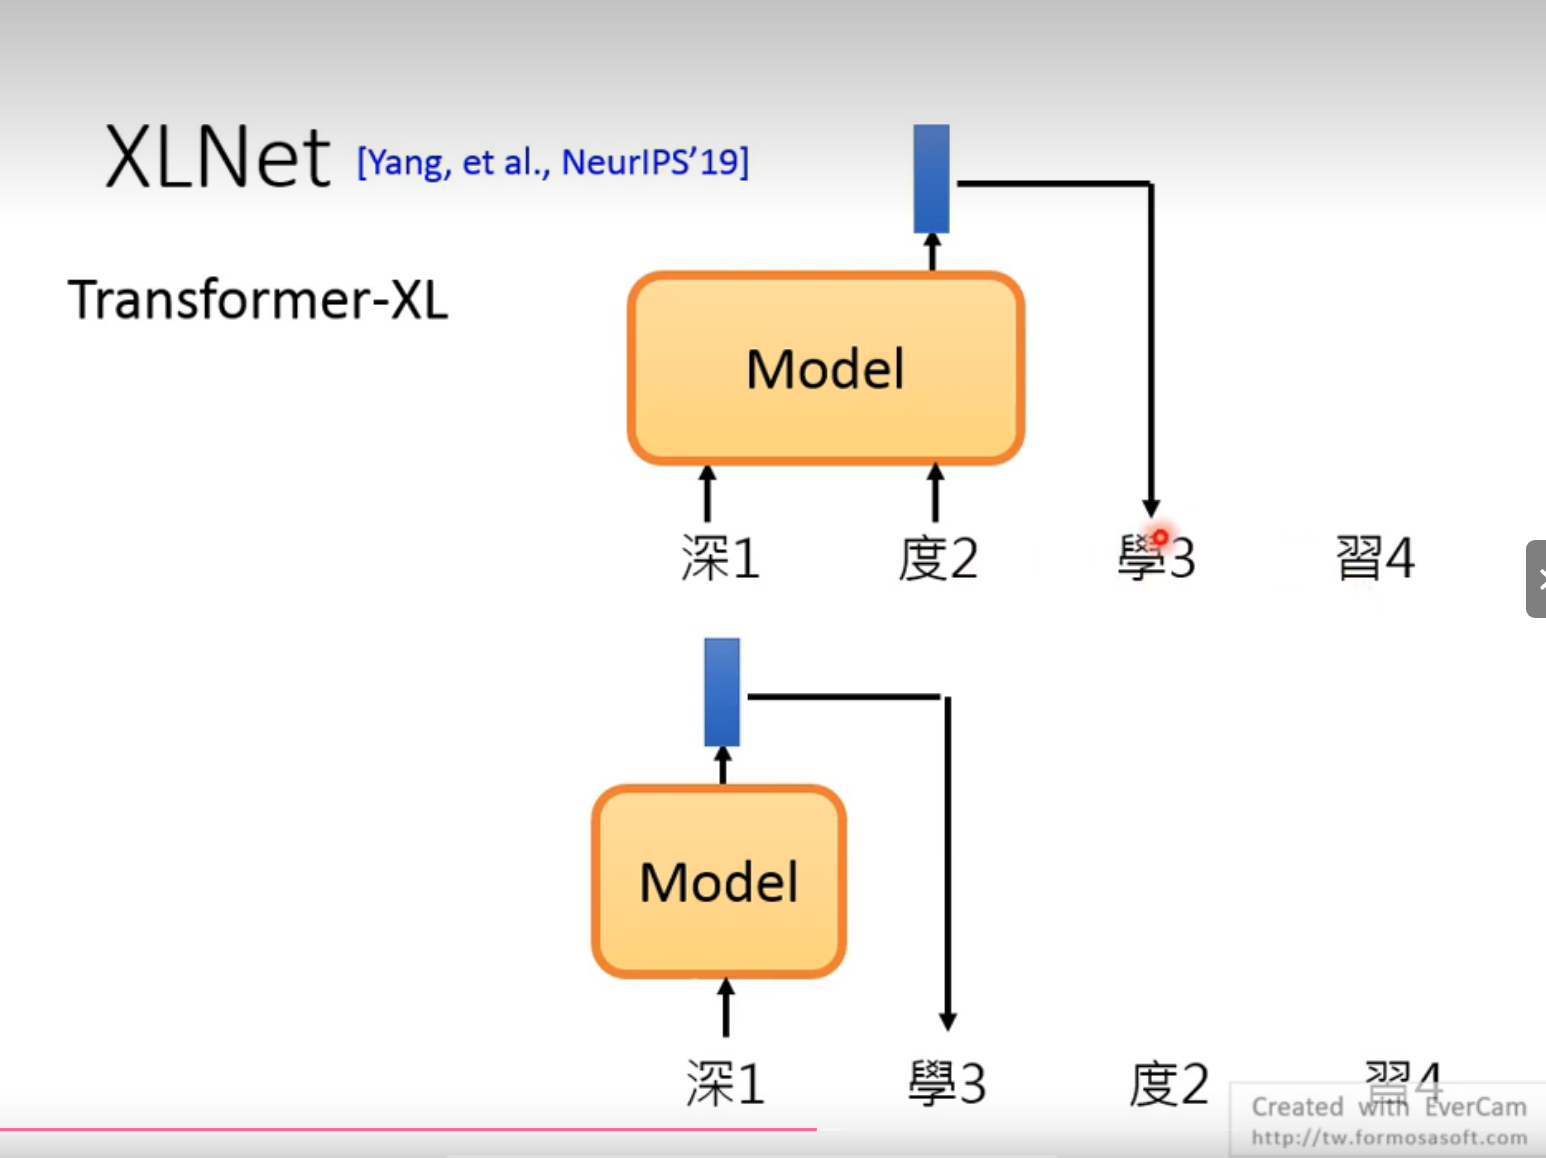 XLNet [Yang, et al., NeurIPS’19]
Transformer-XL
Model
深1 度2 學3 習4
Model
深1 學3 度2 習4
Created with EverCam
http://tw.formosasoft.com